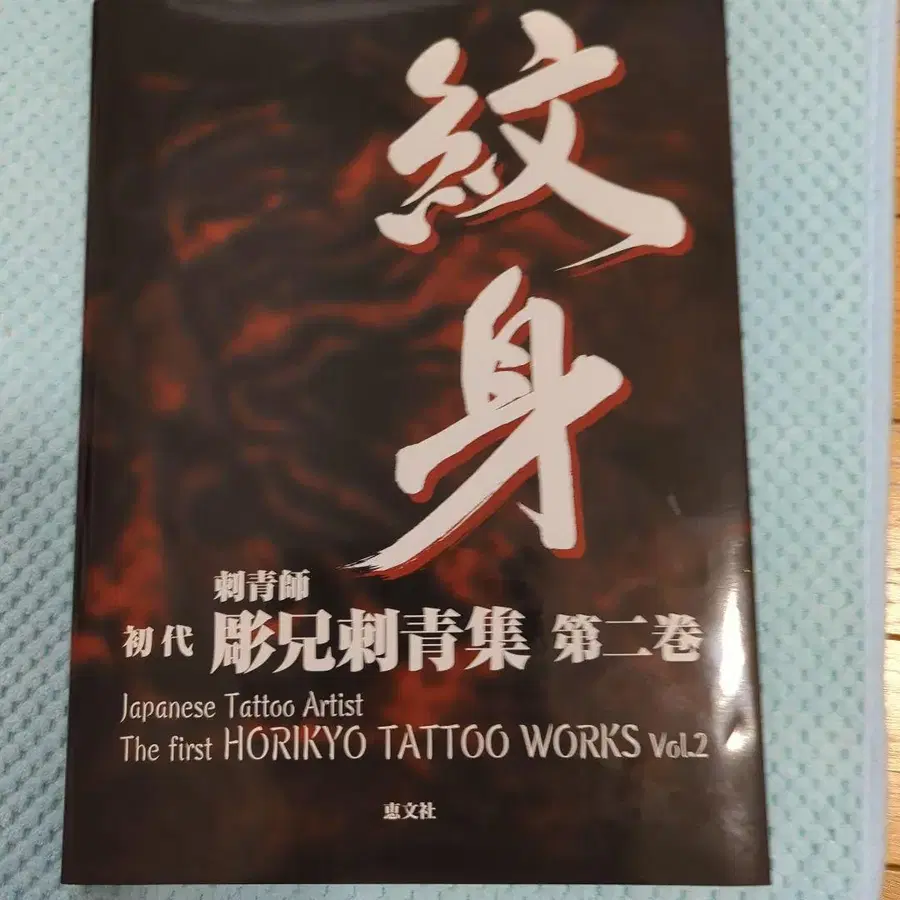 紋身
刺青師
初代 彫兄刺青集 第二巻
Japanese Tattoo Artist
The first HORIKYO TATTOO WORKS Vol.2
恵文社